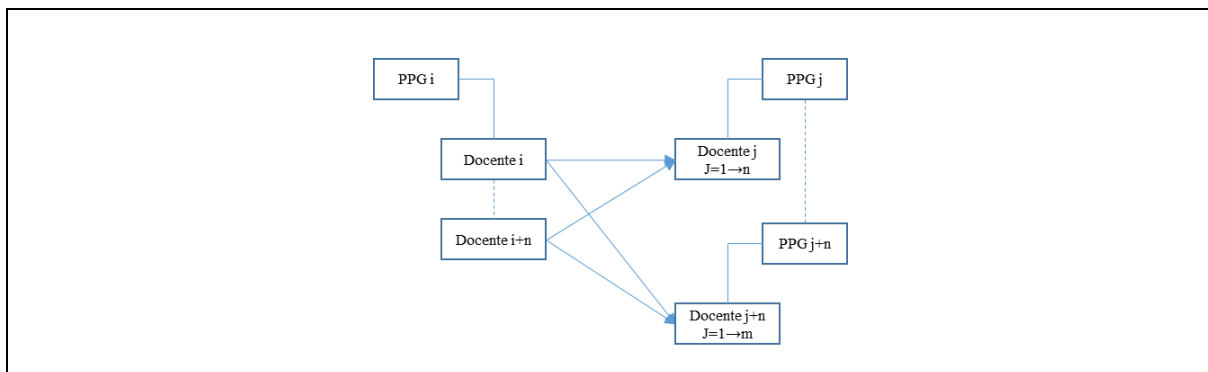 PPG i
PPG j
Docente i
Docente j
J=1→n
Docente i+n
PPG j+n
Docente j+n
J=1→m